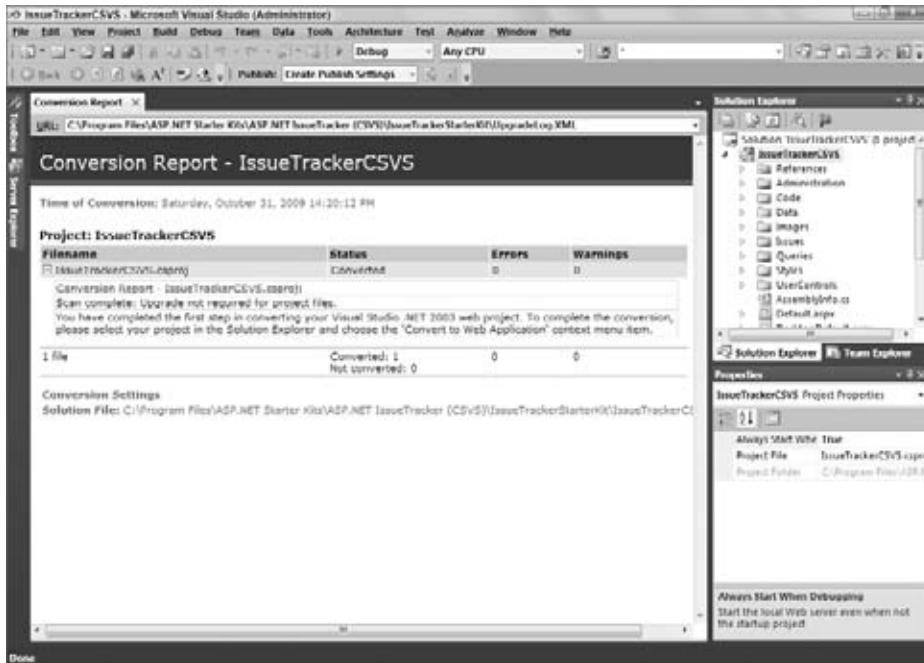 IssueTrackerCSVS - Microsoft Visual Studio (Administrator)
File Edit View Project Build Debug Team Data Tools Architecture Test Analyze Window Help
Debug Any CPU
Publish: Create Publish Settings
Toolbox
Server Explorer
Conversion Report
URL: C:\Program Files\ASP.NET Starter Kits\ASP.NET IssueTracker (CSVS)\IssueTrackerStarterKit\UpgradeLog.XML
Conversion Report - IssueTrackerCSVS
Time of Conversion: Saturday, October 31, 2009 14:20:12 PM
Project: IssueTrackerCSVS
Filename Status Errors Warnings
IssueTrackerCSVS.csproj Converted 0 0
Conversion Report - IssueTrackerCSVS.csproj:
Scan complete: Upgrade not required for project files.
You have completed the first step in converting your Visual Studio .NET 2003 web project. To complete the conversion,
please select your project in the Solution Explorer and choose the 'Convert to Web Application' context menu item.
1 file Converted: 1 0 0
Not converted: 0
Conversion Settings
Solution File: C:\Program Files\ASP.NET Starter Kits\ASP.NET IssueTracker (CSVS)\IssueTrackerStarterKit\IssueTrackerCS
Solution Explorer
Solution 'IssueTrackerCSVS' (1 project
IssueTrackerCSVS
References
Administration
Code
Data
Images
Issues
Queries
Styles
UserControls
AssemblyInfo.cs
Default.aspx
Solution Explorer Team Explorer
Properties
IssueTrackerCSVS Project Properties
Always Start Whe True
Project File IssueTrackerCSVS.cspr
Project Folder C:\Program Files\ASP.N
Always Start When Debugging
Start the local Web server even when not
the startup project
Done